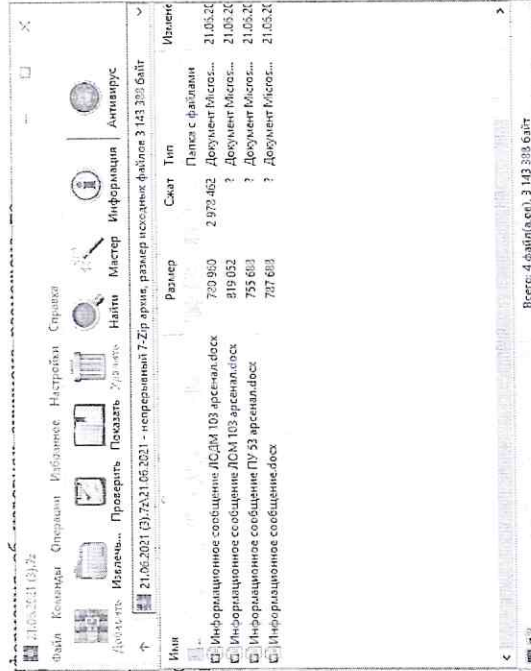 21.06.2021 (3).7z
Файл Команды Операции Избранное Настройки Справка
Добавить Извлечь... Проверить Показать Удалить Найти Мастер Информация Антивирус
21.06.2021 (3).7z\21.06.2021 - непрерывный 7-Zip архив, размер исходных файлов 3 143 388 байт
Имя Размер Сжат Тип Измене
Папка с файлами
Информационное сообщение ЛОДМ 103 арсенал.docx 780 960 2 978 462 Документ Micros... 21.06.20
Информационное сообщение ЛОМ 103 арсенал.docx 819 052 ? Документ Micros... 21.06.20
Информационное сообщение ПУ 53 арсенал.docx 755 688 ? Документ Micros... 21.06.20
Информационное сообщение.docx 787 688 ? Документ Micros... 21.06.20
Всего: 4 файл(а,ов), 3 143 388 байт